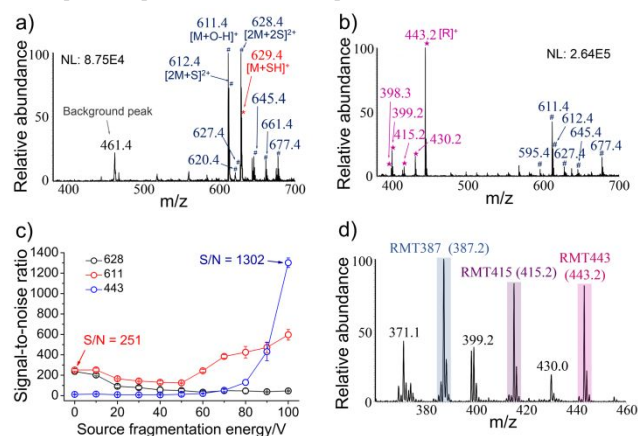 a)
NL: 8.75E4
611.4
[M+O-H]⁺
628.4
[2M+2S]²⁺
612.4
[2M+S]²⁺
629.4
[M+SH]⁺
645.4
661.4
627.4
677.4
620.4
Background peak
461.4
Relative abundance
100
50
0
400
500
600
700
m/z
b)
443.2 [R]⁺
NL: 2.64E5
398.3
399.2
415.2
430.2
611.4
612.4
645.4
595.4
627.4
677.4
Relative abundance
100
50
0
400
500
600
700
m/z
c)
628
611
443
S/N = 1302
S/N = 251
Signal-to-noise ratio
1400
1200
1000
800
600
400
200
0
0 20 40 60 80 100
Source fragmentation energy/V
d)
RMT387 (387.2)
RMT415 (415.2)
RMT443
(443.2)
371.1
399.2
430.0
Relative abundance
100
50
0
380 400 420 440 460
m/z